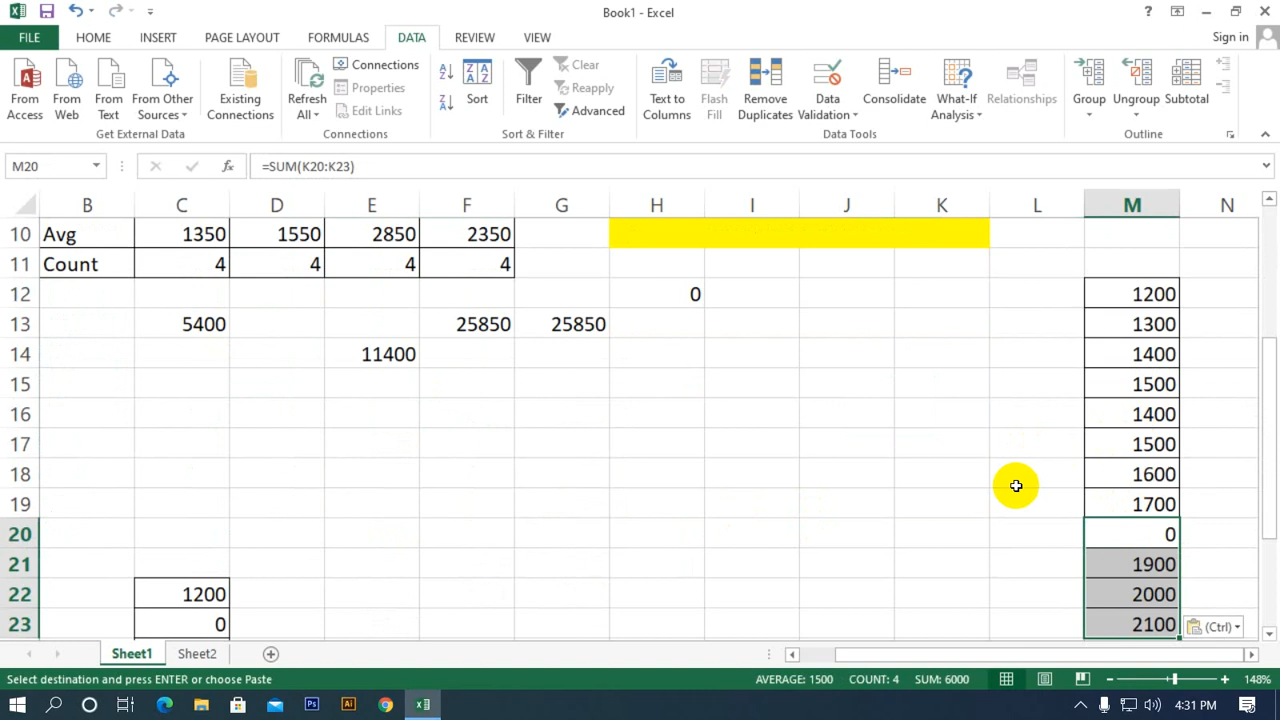 Book1 - Excel
Sign in
FILE HOME INSERT PAGE LAYOUT FORMULAS DATA REVIEW VIEW
From Access
From Web
From Text
From Other Sources
Existing Connections
Get External Data
Refresh All
Connections
Properties
Edit Links
Connections
Sort
Filter
Clear
Reapply
Advanced
Sort & Filter
Text to Columns
Flash Fill
Remove Duplicates
Data Validation
Consolidate
What-If Analysis
Relationships
Data Tools
Group
Ungroup
Subtotal
Outline
M20 fx =SUM(K20:K23)
B C D E F G H I J K L M N
10 Avg 1350 1550 2850 2350
11 Count 4 4 4 4
12 0 1200
13 5400 25850 25850 1300
14 11400 1400
15 1500
16 1400
17 1500
18 1600
19 1700
20 0
21 1900
22 1200 2000
23 0 2100
(Ctrl)
Sheet1 Sheet2
Select destination and press ENTER or choose Paste AVERAGE: 1500 COUNT: 4 SUM: 6000 148%
4:31 PM